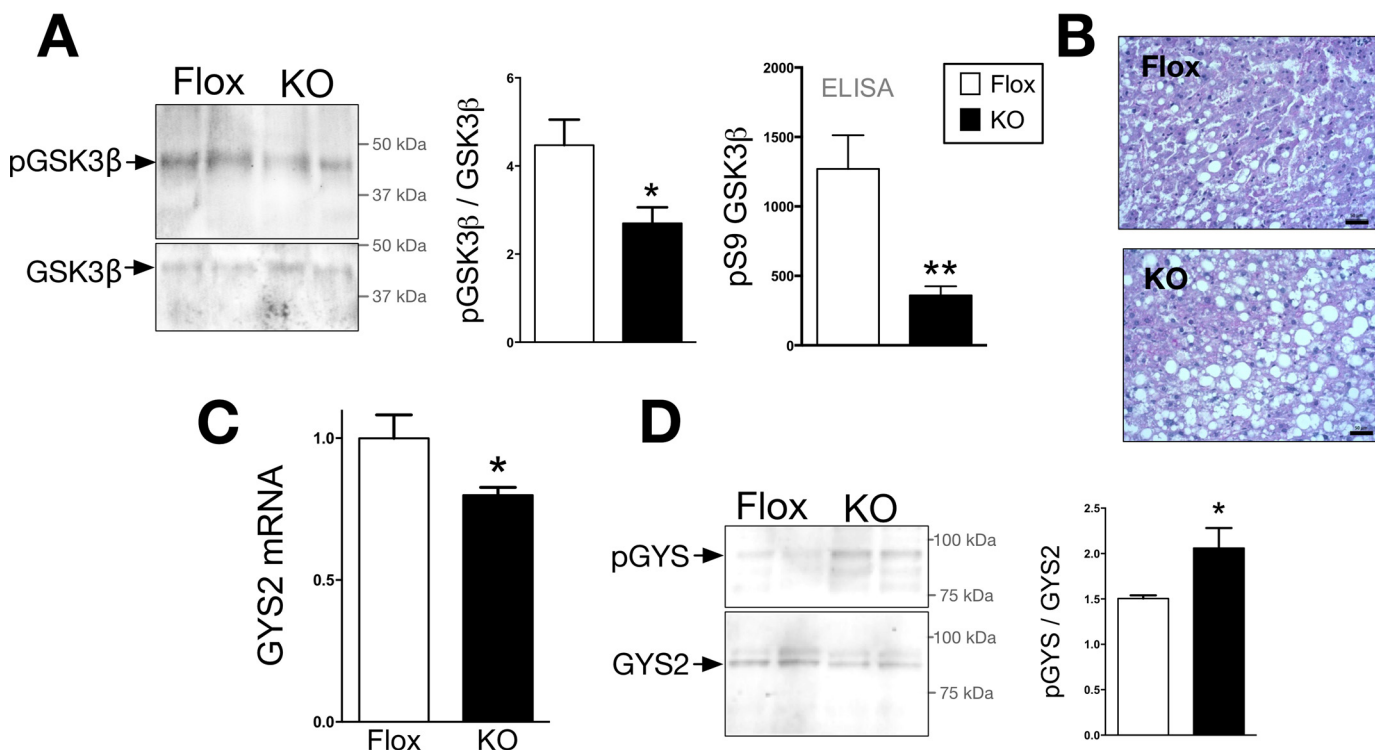 A
Flox KO
pGSK3β
50 kDa
37 kDa
GSK3β
50 kDa
37 kDa
pGSK3β / GSK3β
6
4
2
0
*
pS9 GSK3β
2000
1500
1000
500
0
ELISA
**
Flox
KO
B
Flox
KO
C
GYS2 mRNA
1.0
0.5
0.0
*
Flox KO
D
Flox KO
pGYS
100 kDa
75 kDa
GYS2
100 kDa
75 kDa
pGYS / GYS2
2.5
2.0
1.5
1.0
0.5
0.0
*